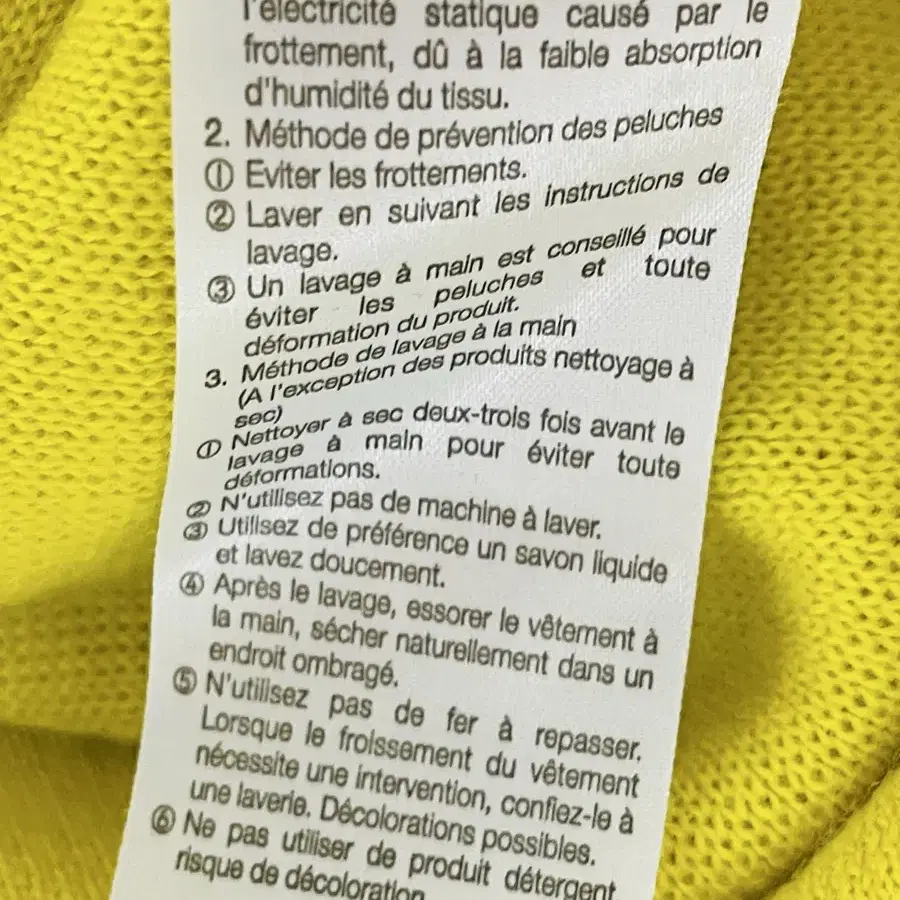 l'électricité statique causé par le
frottement, dû à la faible absorption
d'humidité du tissu.
2. Méthode de prévention des peluches
① Eviter les frottements.
② Laver en suivant les instructions de
lavage.
③ Un lavage à main est conseillé pour
éviter les peluches et toute
déformation du produit.
3. Méthode de lavage à la main
(A l'exception des produits nettoyage à
sec)
① Nettoyer à sec deux-trois fois avant le
lavage à main pour éviter toute
déformations.
② N'utilisez pas de machine à laver.
③ Utilisez de préférence un savon liquide
et lavez doucement.
④ Après le lavage, essorer le vêtement à
la main, sécher naturellement dans un
endroit ombragé.
⑤ N'utilisez pas de fer à repasser.
Lorsque le froissement du vêtement
nécessite une intervention, confiez-le à
une laverie. Décolorations possibles.
⑥ Ne pas utiliser de produit détergent
risque de décoloration